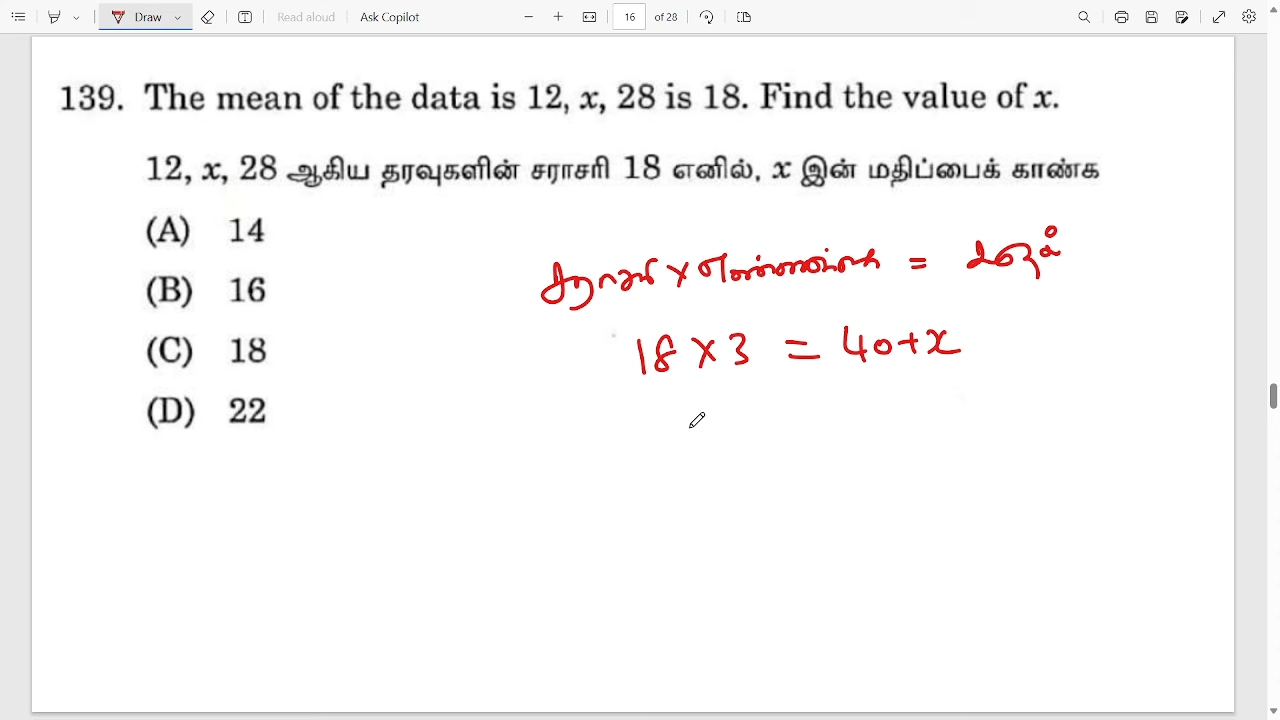 Draw Read aloud Ask Copilot 16 of 28
139. The mean of the data is 12, x, 28 is 18. Find the value of x.
12, x, 28 ஆகிய தரவுகளின் சராசரி 18 எனில், x இன் மதிப்பைக் காண்க
(A) 14
(B) 16
(C) 18
(D) 22
சராசரி x எண்ணிக்கை =
18 x 3 = 40+x